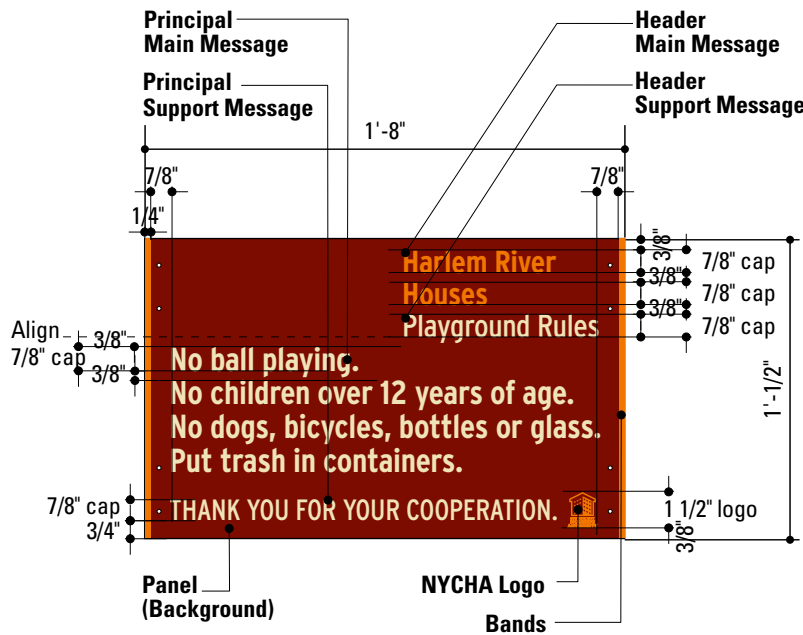 Principal
Main Message
Header
Main Message
Principal
Support Message
Header
Support Message
1'-8"
7/8"
7/8"
1/4"
3/8"
Harlem River
7/8" cap
3/8"
Houses
7/8" cap
3/8"
Playground Rules
7/8" cap
Align
3/8"
7/8" cap
3/8"
No ball playing.
No children over 12 years of age.
No dogs, bicycles, bottles or glass.
Put trash in containers.
1'-1/2"
7/8" cap
THANK YOU FOR YOUR COOPERATION.
1 1/2" logo
3/4"
3/8"
Panel
(Background)
NYCHA Logo
Bands